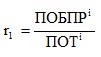 r₁ = ПОБПРⁱ / ПОТⁱ